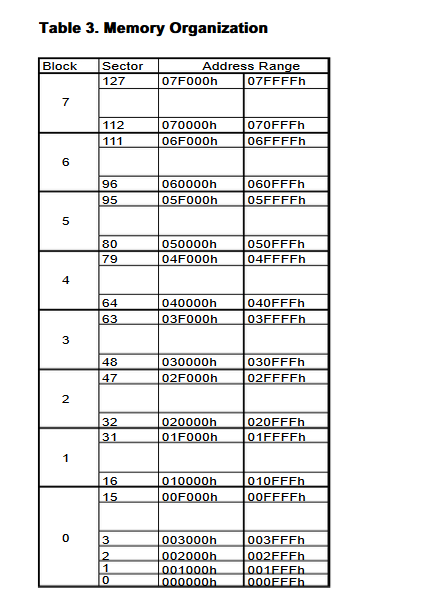 Table 3. Memory Organization
Block Sector Address Range
127 07F000h 07FFFFh
7
112 070000h 070FFFh
111 06F000h 06FFFFh
6
96 060000h 060FFFh
95 05F000h 05FFFFh
5
80 050000h 050FFFh
79 04F000h 04FFFFh
4
64 040000h 040FFFh
63 03F000h 03FFFFh
3
48 030000h 030FFFh
47 02F000h 02FFFFh
2
32 020000h 020FFFh
31 01F000h 01FFFFh
1
16 010000h 010FFFh
15 00F000h 00FFFFh
0 3 003000h 003FFFh
2 002000h 002FFFh
1 001000h 001FFFh
0 000000h 000FFFh